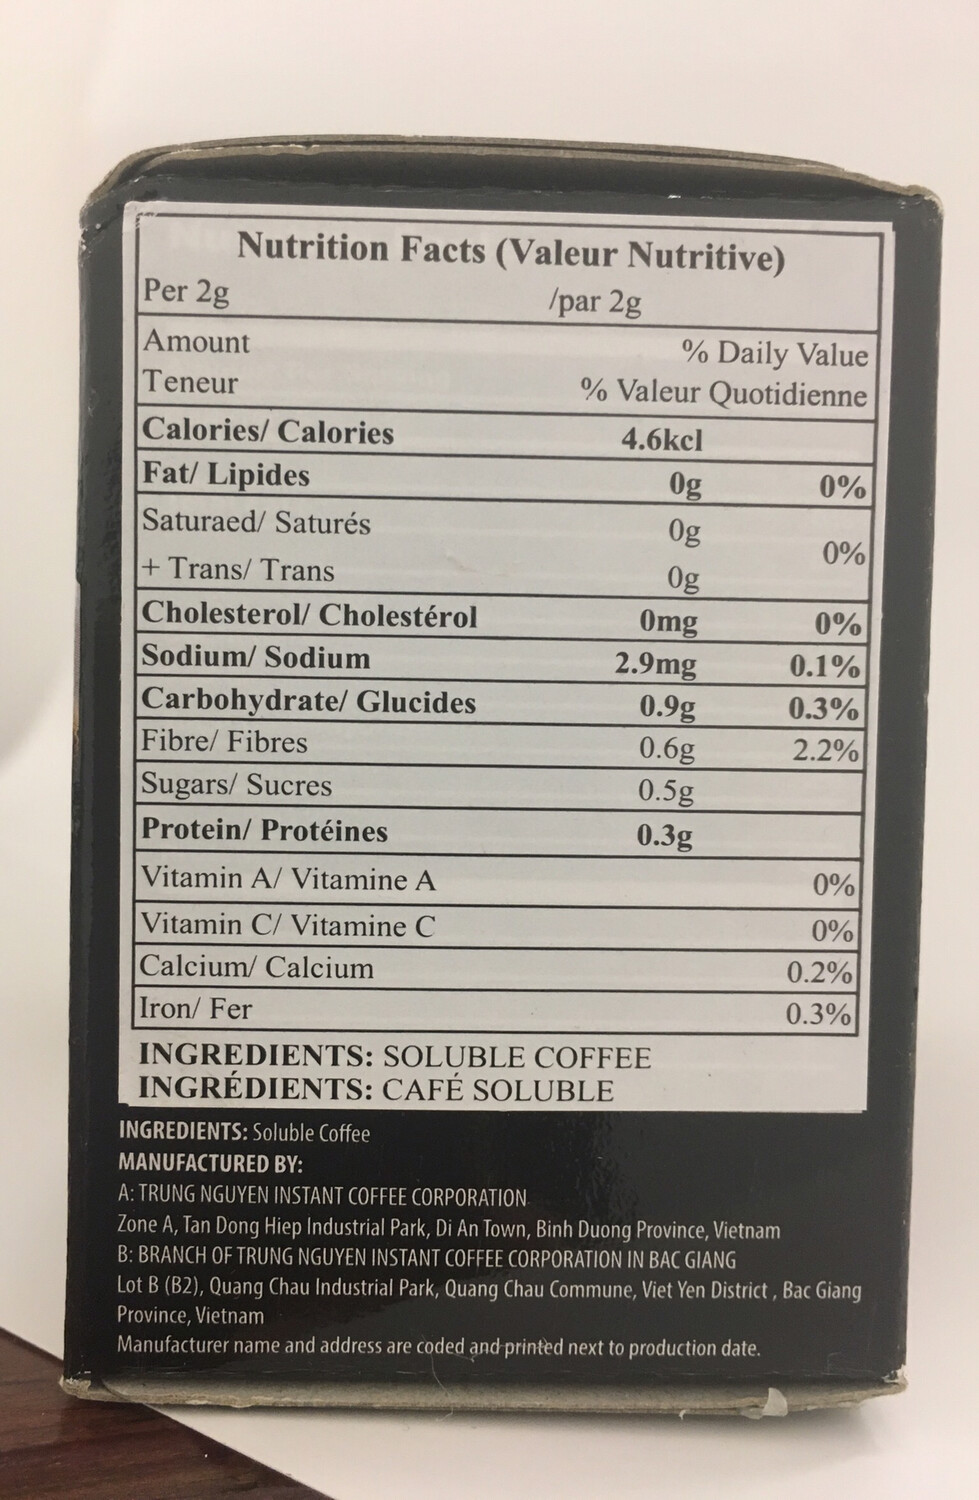 Nutrition Facts (Valeur Nutritive)
Per 2g /par 2g
Amount % Daily Value
Teneur % Valeur Quotidienne
Calories/ Calories 4.6kcl
Fat/ Lipides 0g 0%
Saturaed/ Saturés 0g
0%
+ Trans/ Trans 0g
Cholesterol/ Cholestérol 0mg 0%
Sodium/ Sodium 2.9mg 0.1%
Carbohydrate/ Glucides 0.9g 0.3%
Fibre/ Fibres 0.6g 2.2%
Sugars/ Sucres 0.5g
Protein/ Protéines 0.3g
Vitamin A/ Vitamine A 0%
Vitamin C/ Vitamine C 0%
Calcium/ Calcium 0.2%
Iron/ Fer 0.3%
INGREDIENTS: SOLUBLE COFFEE
INGRÉDIENTS: CAFÉ SOLUBLE
INGREDIENTS: Soluble Coffee
MANUFACTURED BY:
A: TRUNG NGUYEN INSTANT COFFEE CORPORATION
Zone A, Tan Dong Hiep Industrial Park, Di An Town, Binh Duong Province, Vietnam
B: BRANCH OF TRUNG NGUYEN INSTANT COFFEE CORPORATION IN BAC GIANG
Lot B (B2), Quang Chau Industrial Park, Quang Chau Commune, Viet Yen District , Bac Giang
Province, Vietnam
Manufacturer name and address are coded and printed next to production date.